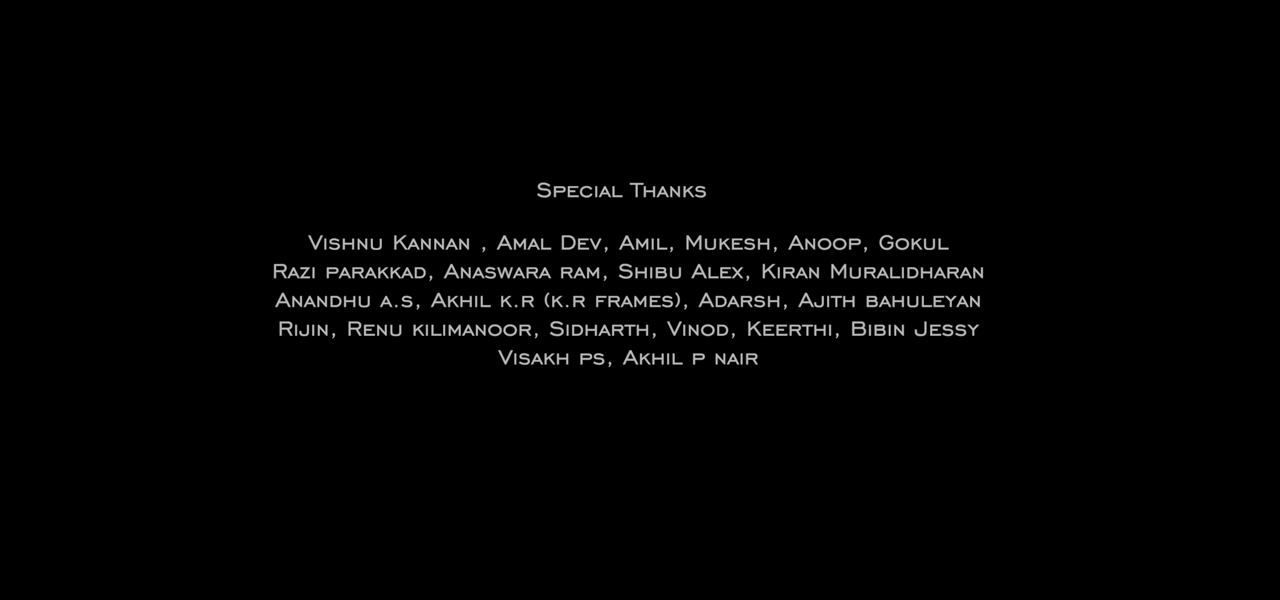 Special Thanks
Vishnu Kannan , Amal Dev, Amil, Mukesh, Anoop, Gokul
Razi parakkad, Anaswara ram, Shibu Alex, Kiran Muralidharan
Anandhu a.s, Akhil k.r (k.r frames), Adarsh, Ajith bahuleyan
Rijin, Renu kilimanoor, Sidharth, Vinod, Keerthi, Bibin Jessy
Visakh ps, Akhil p nair